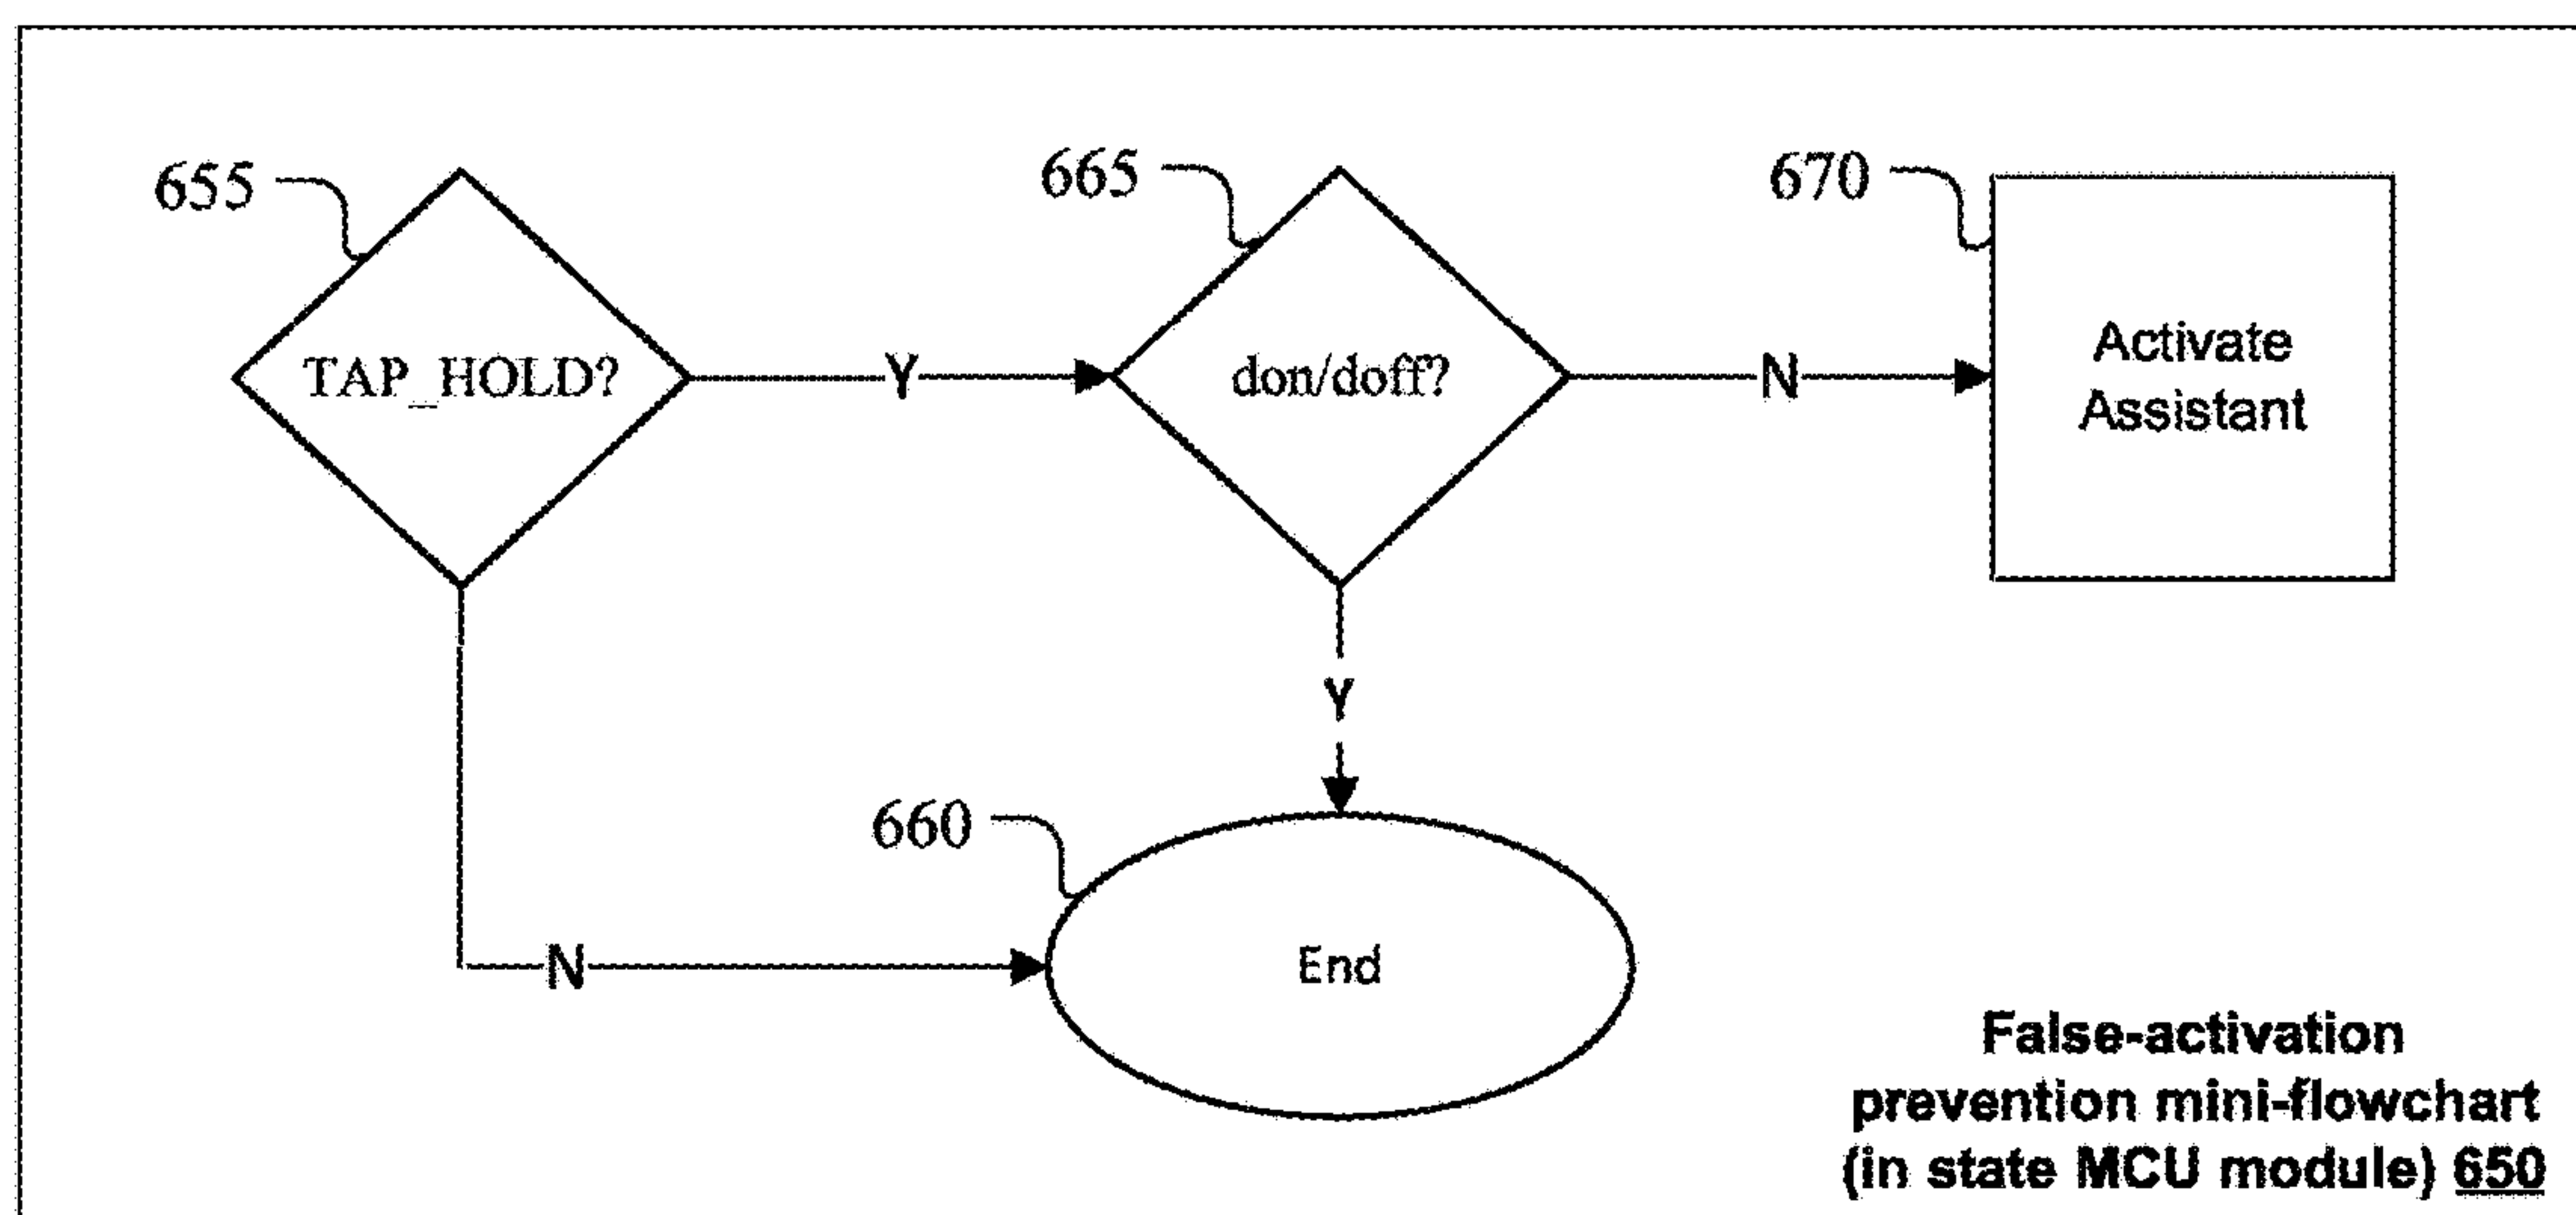 655
665
670
TAP_HOLD?
Y
don/doff?
N
Activate
Assistant
Y
660
N
End
False-activation
prevention mini-flowchart
(in state MCU module) 650